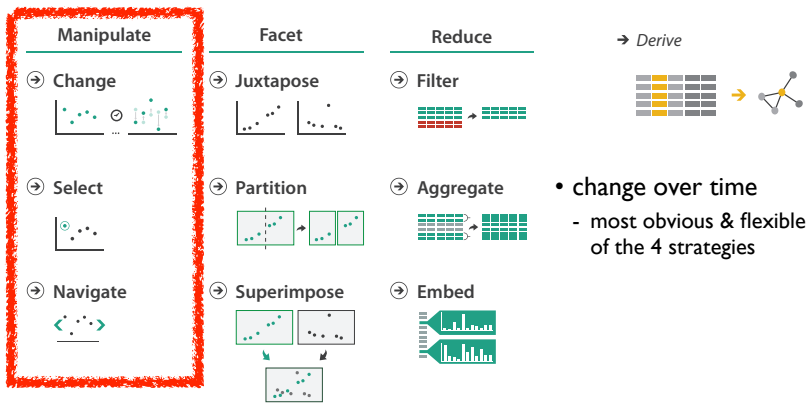 Manipulate
Facet
Reduce
→ Derive
→ Change
→ Juxtapose
→ Filter
...
→ Select
→ Partition
→ Aggregate
• change over time
- most obvious & flexible
of the 4 strategies
→ Navigate
→ Superimpose
→ Embed